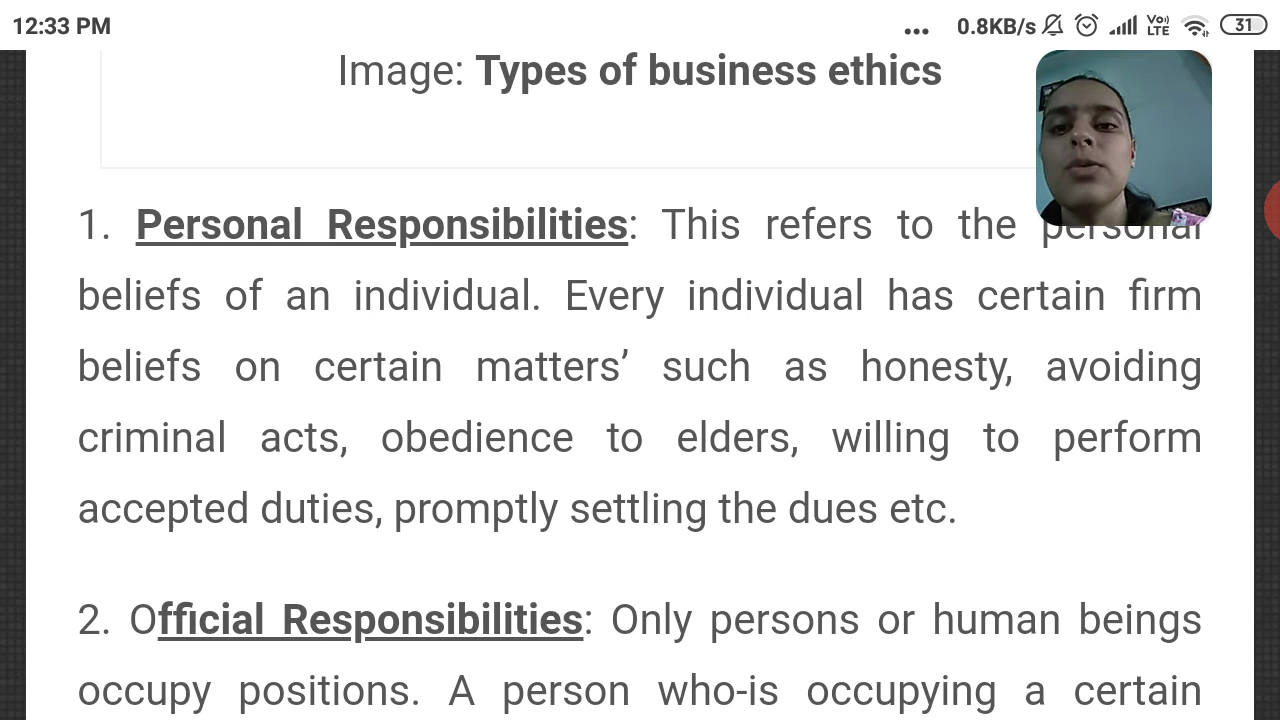 12:33 PM ... 0.8KB/s Vo) LTE 31
Image: Types of business ethics
1. Personal Responsibilities: This refers to the personal
beliefs of an individual. Every individual has certain firm
beliefs on certain matters’ such as honesty, avoiding
criminal acts, obedience to elders, willing to perform
accepted duties, promptly settling the dues etc.
2. Official Responsibilities: Only persons or human beings
occupy positions. A person who-is occupying a certain